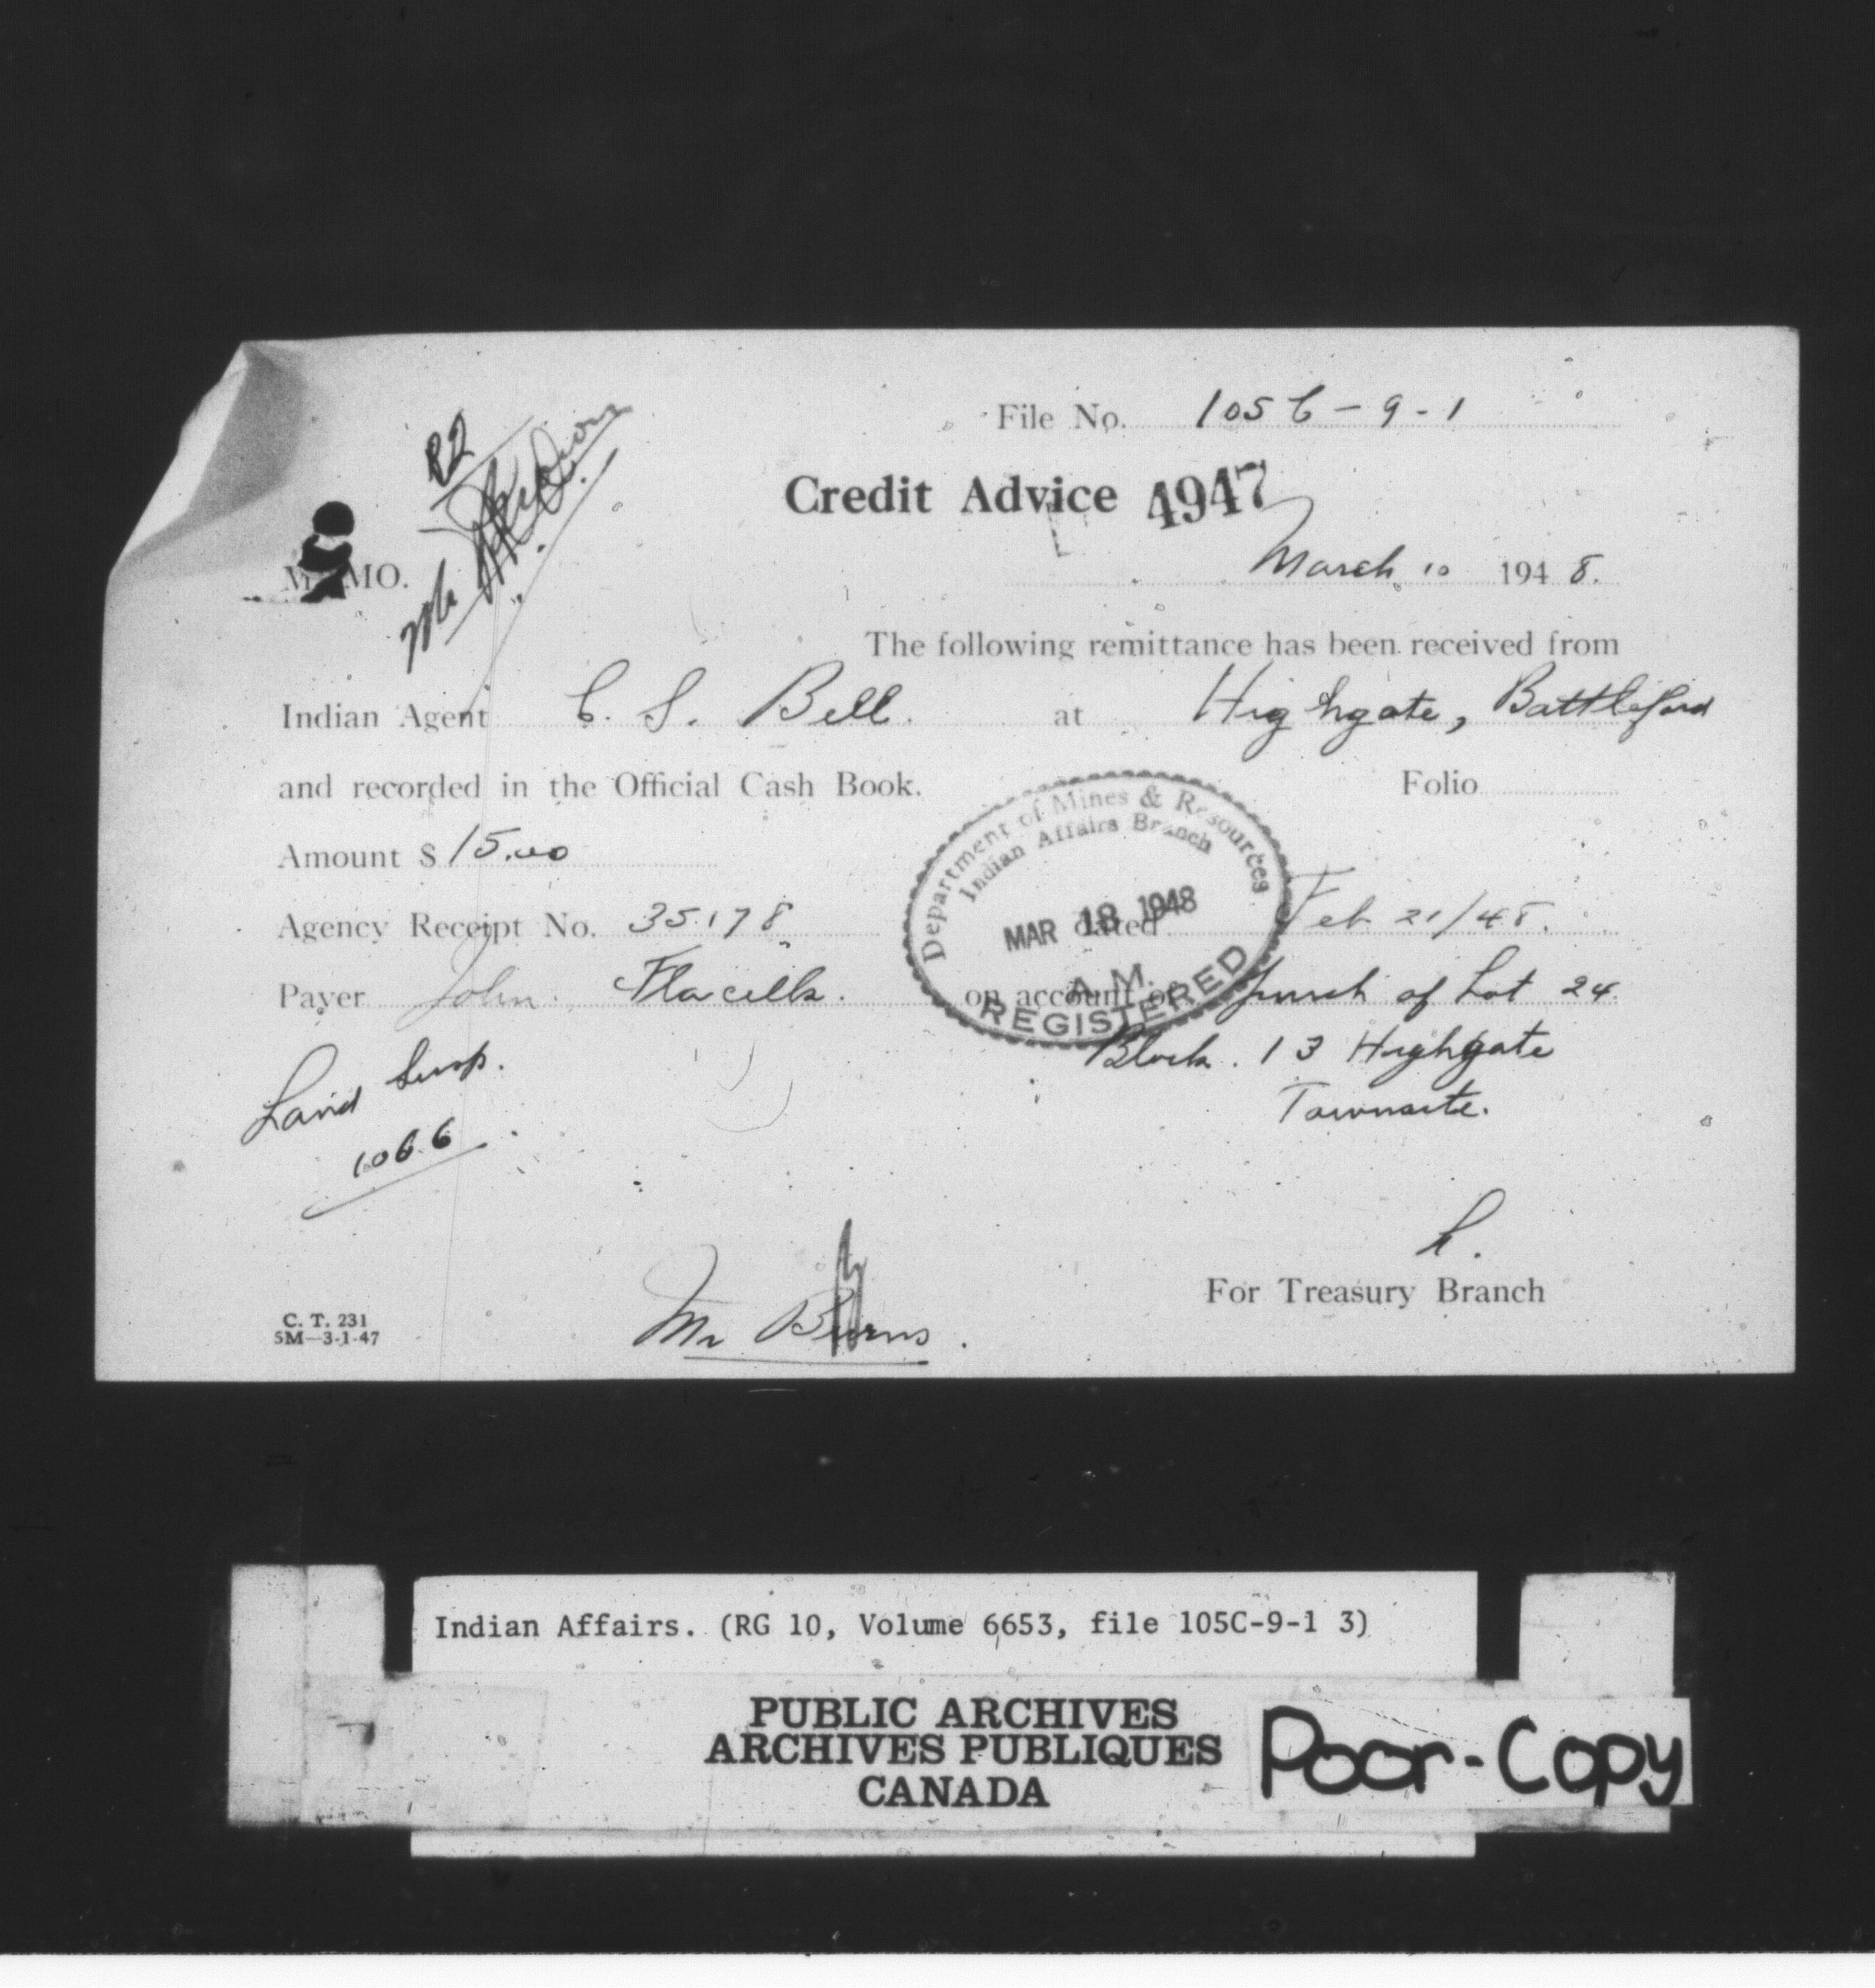 File No. 105 C - 9 - 1
R2
Credit Advice 4947
MEMO.
March 10 1948.
The following remittance has been received from
Indian Agent C. S. Bell. at Highgate, Battleford
and recorded in the Official Cash Book. Folio
Amount $ 15.00
Department of Mines & Resources
Indian Affairs Branch
MAR 18 1948
A.M.
REGISTERED
Agency Receipt No. 35178 dated Feb 21/48.
Payer John on account of purch of Lot 24
Block. 13 Highgate
Townsite.
Land Susp.
1066
h.
For Treasury Branch
Mr Burns.
C. T. 231
5M—3-1-47
Indian Affairs. (RG 10, Volume 6653, file 105C-9-1 3)
PUBLIC ARCHIVES
ARCHIVES PUBLIQUES
CANADA
Poor-Copy